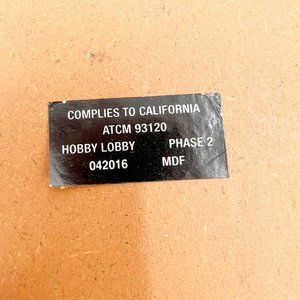 COMPLIES TO CALIFORNIA
ATCM 93120
HOBBY LOBBY PHASE 2
042016 MDF